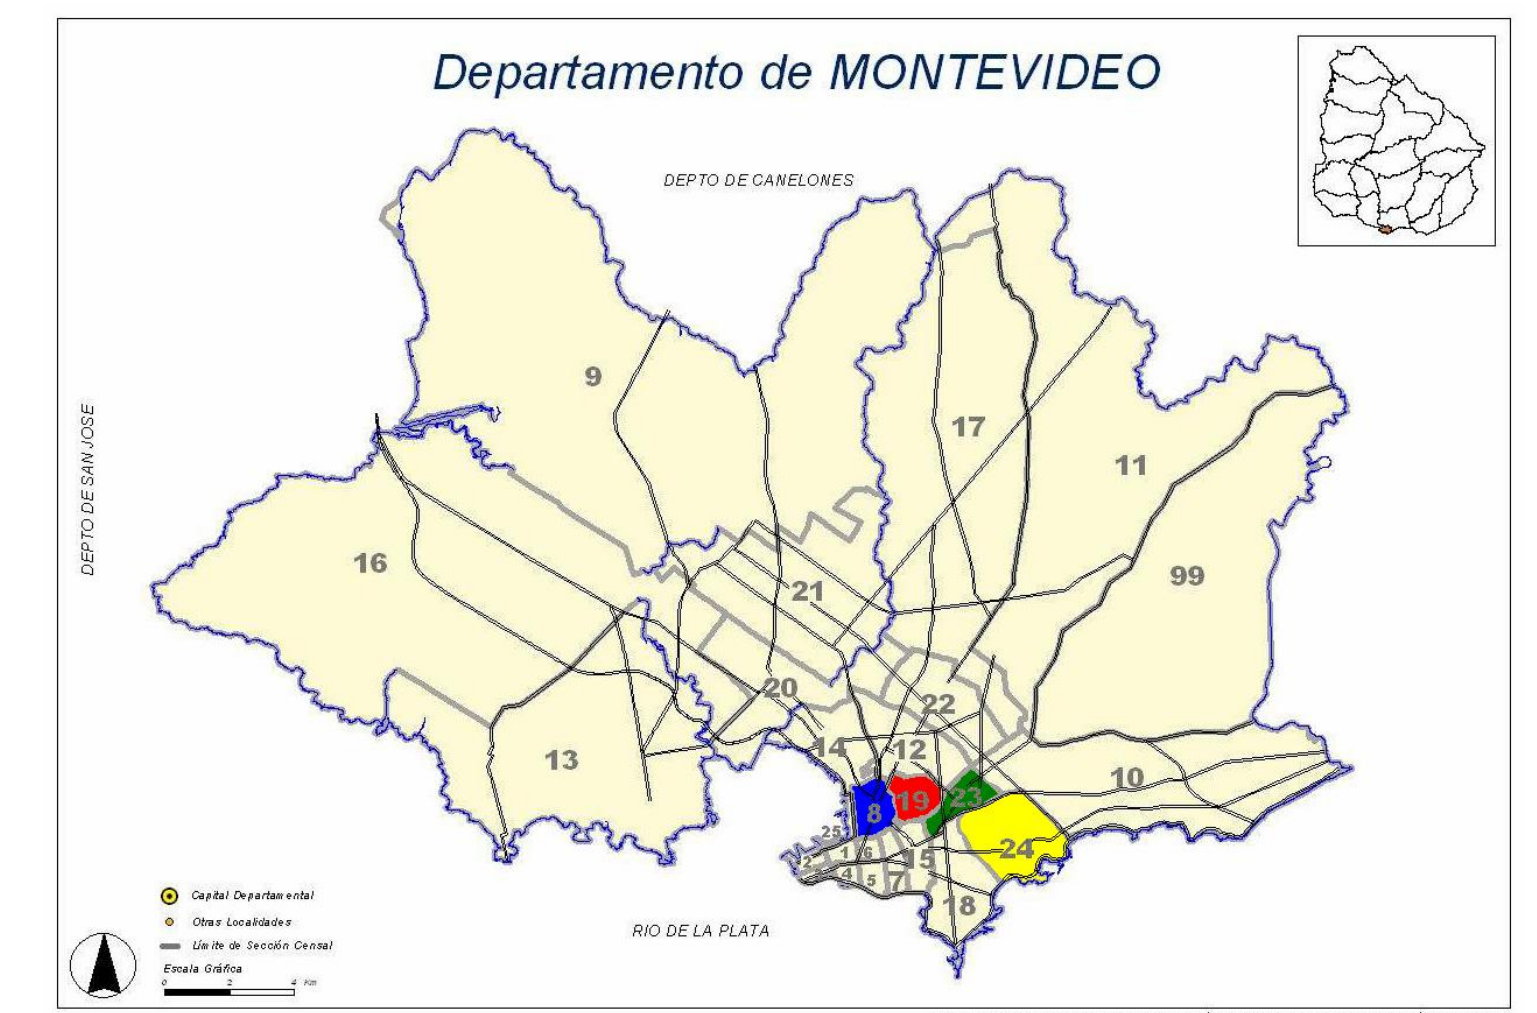 Departamento de MONTEVIDEO
DEPTO DE CANELONES
DEPTO DE SAN JOSE
9
17
11
16
99
21
20
22
14
12
13
10
19
23
8
25
24
1
6
15
2
4
5
7
18
RIO DE LA PLATA
Capital Departamental
Otras Localidades
Límite de Sección Censal
Escala Gráfica
0 2 4 Km